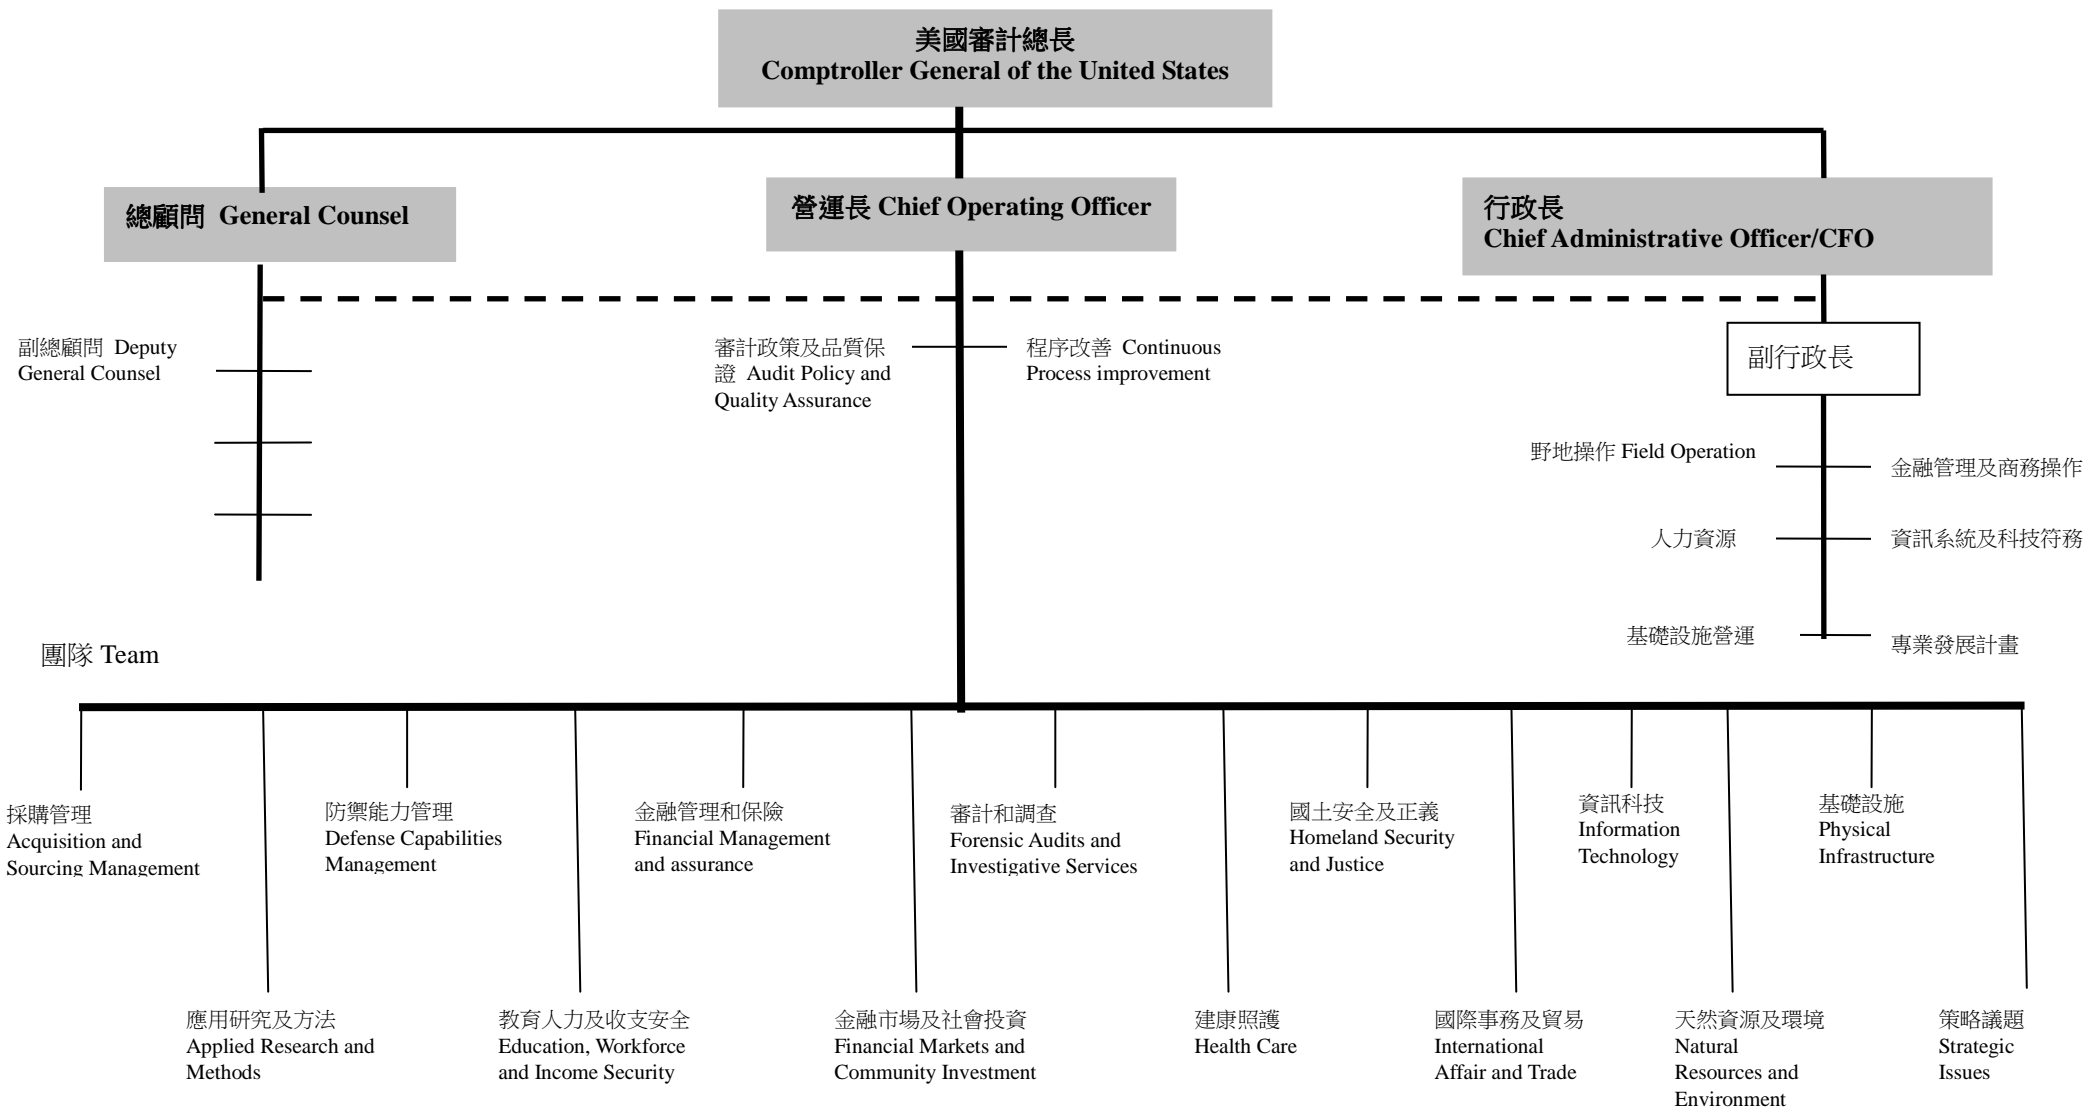 美國審計總長
Comptroller General of the United States
總顧問 General Counsel
營運長 Chief Operating Officer
行政長
Chief Administrative Officer/CFO
副總顧問 Deputy
General Counsel
審計政策及品質保
證 Audit Policy and
Quality Assurance
程序改善 Continuous
Process improvement
副行政長
野地操作 Field Operation
金融管理及商務操作
人力資源
資訊系統及科技符務
基礎設施營運
專業發展計畫
團隊 Team
採購管理
Acquisition and
Sourcing Management
防禦能力管理
Defense Capabilities
Management
金融管理和保險
Financial Management
and assurance
審計和調查
Forensic Audits and
Investigative Services
國土安全及正義
Homeland Security
and Justice
資訊科技
Information
Technology
基礎設施
Physical
Infrastructure
應用研究及方法
Applied Research and
Methods
教育人力及收支安全
Education, Workforce
and Income Security
金融市場及社會投資
Financial Markets and
Community Investment
建康照護
Health Care
國際事務及貿易
International
Affair and Trade
天然資源及環境
Natural
Resources and
Environment
策略議題
Strategic
Issues